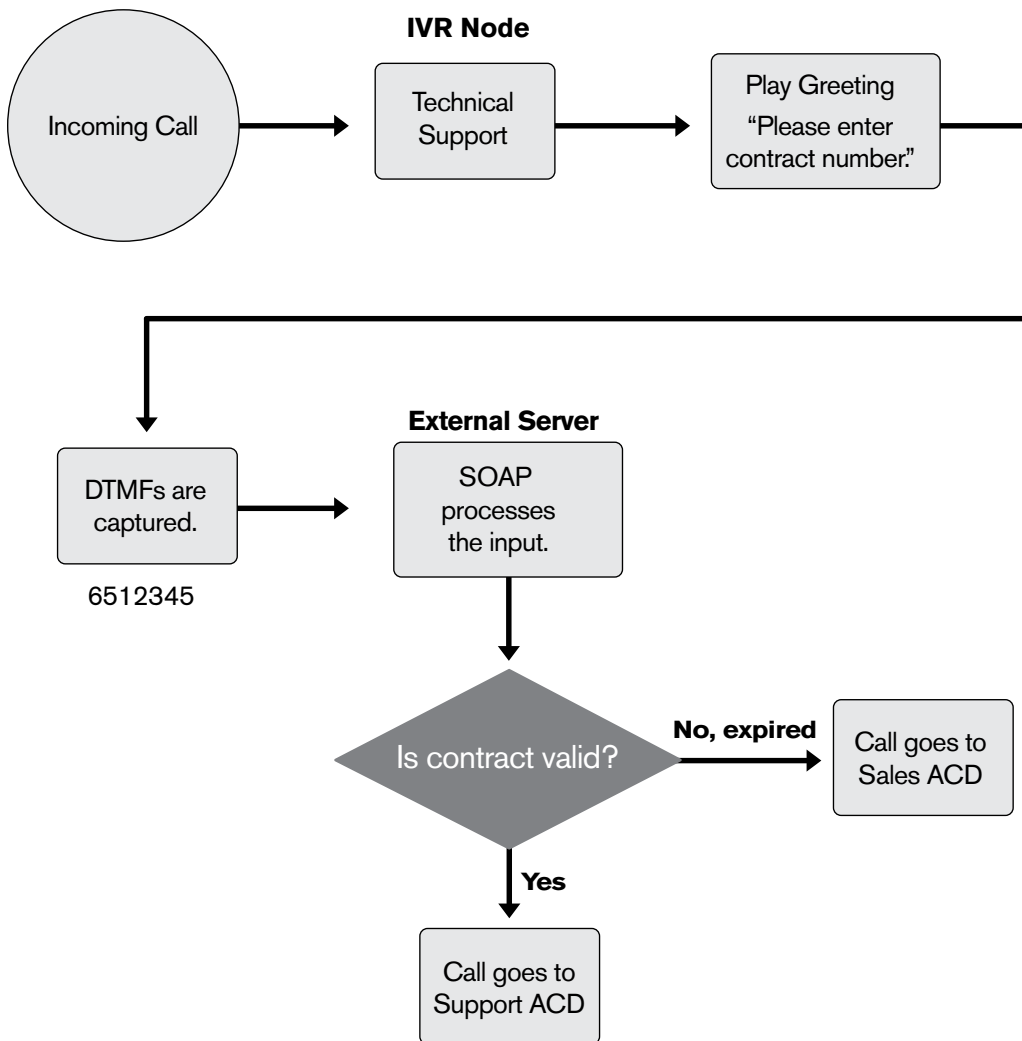 IVR Node
Incoming Call
Technical
Support
Play Greeting
“Please enter
contract number.”
DTMFs are
captured.
6512345
External Server
SOAP
processes
the input.
Is contract valid?
No, expired
Call goes to
Sales ACD
Yes
Call goes to
Support ACD